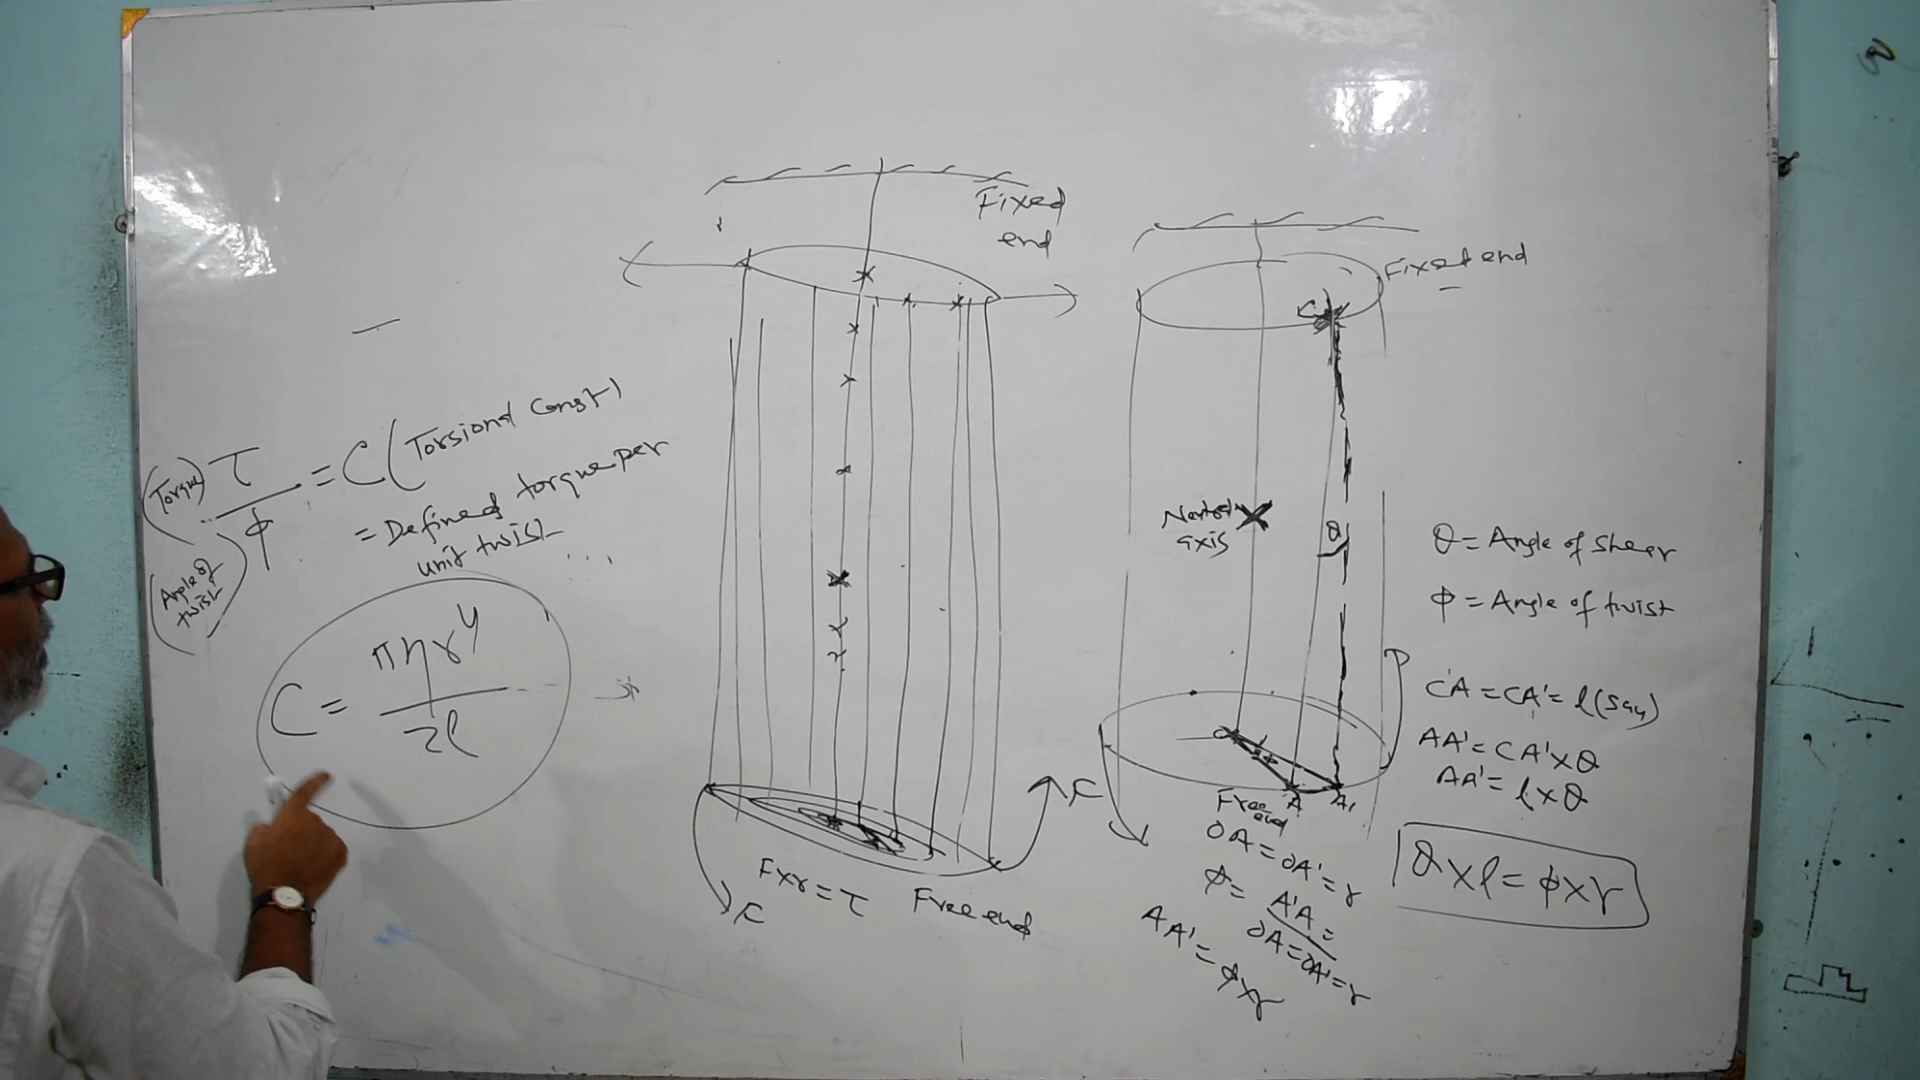 (Torque) τ / φ = C (Torsional Const)
(Angle of twist)
= Defined torque per
unit twist ...
C = πηr⁴ / 2l
Fixed
end
F
F
F×r = τ
Free end
Fixed end
C
Neutral
axis
θ
O
φ
A
A₁
Free
end
OA = OA' = r
φ = A'A / OA = OA' = r
AA' = φ×r
θ = Angle of shear
φ = Angle of twist
CA = CA' = l (say)
AA' = CA' × θ
AA' = l × θ
θ × l = φ × r